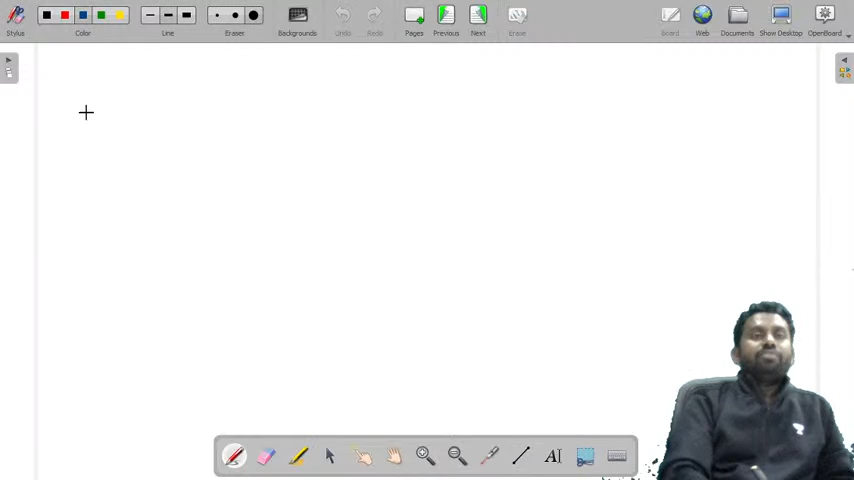 Stylus
Color
Line
Eraser
Backgrounds
Undo
Redo
Pages
Previous
Next
Erase
Board
Web
Documents
Show Desktop
OpenBoard
A